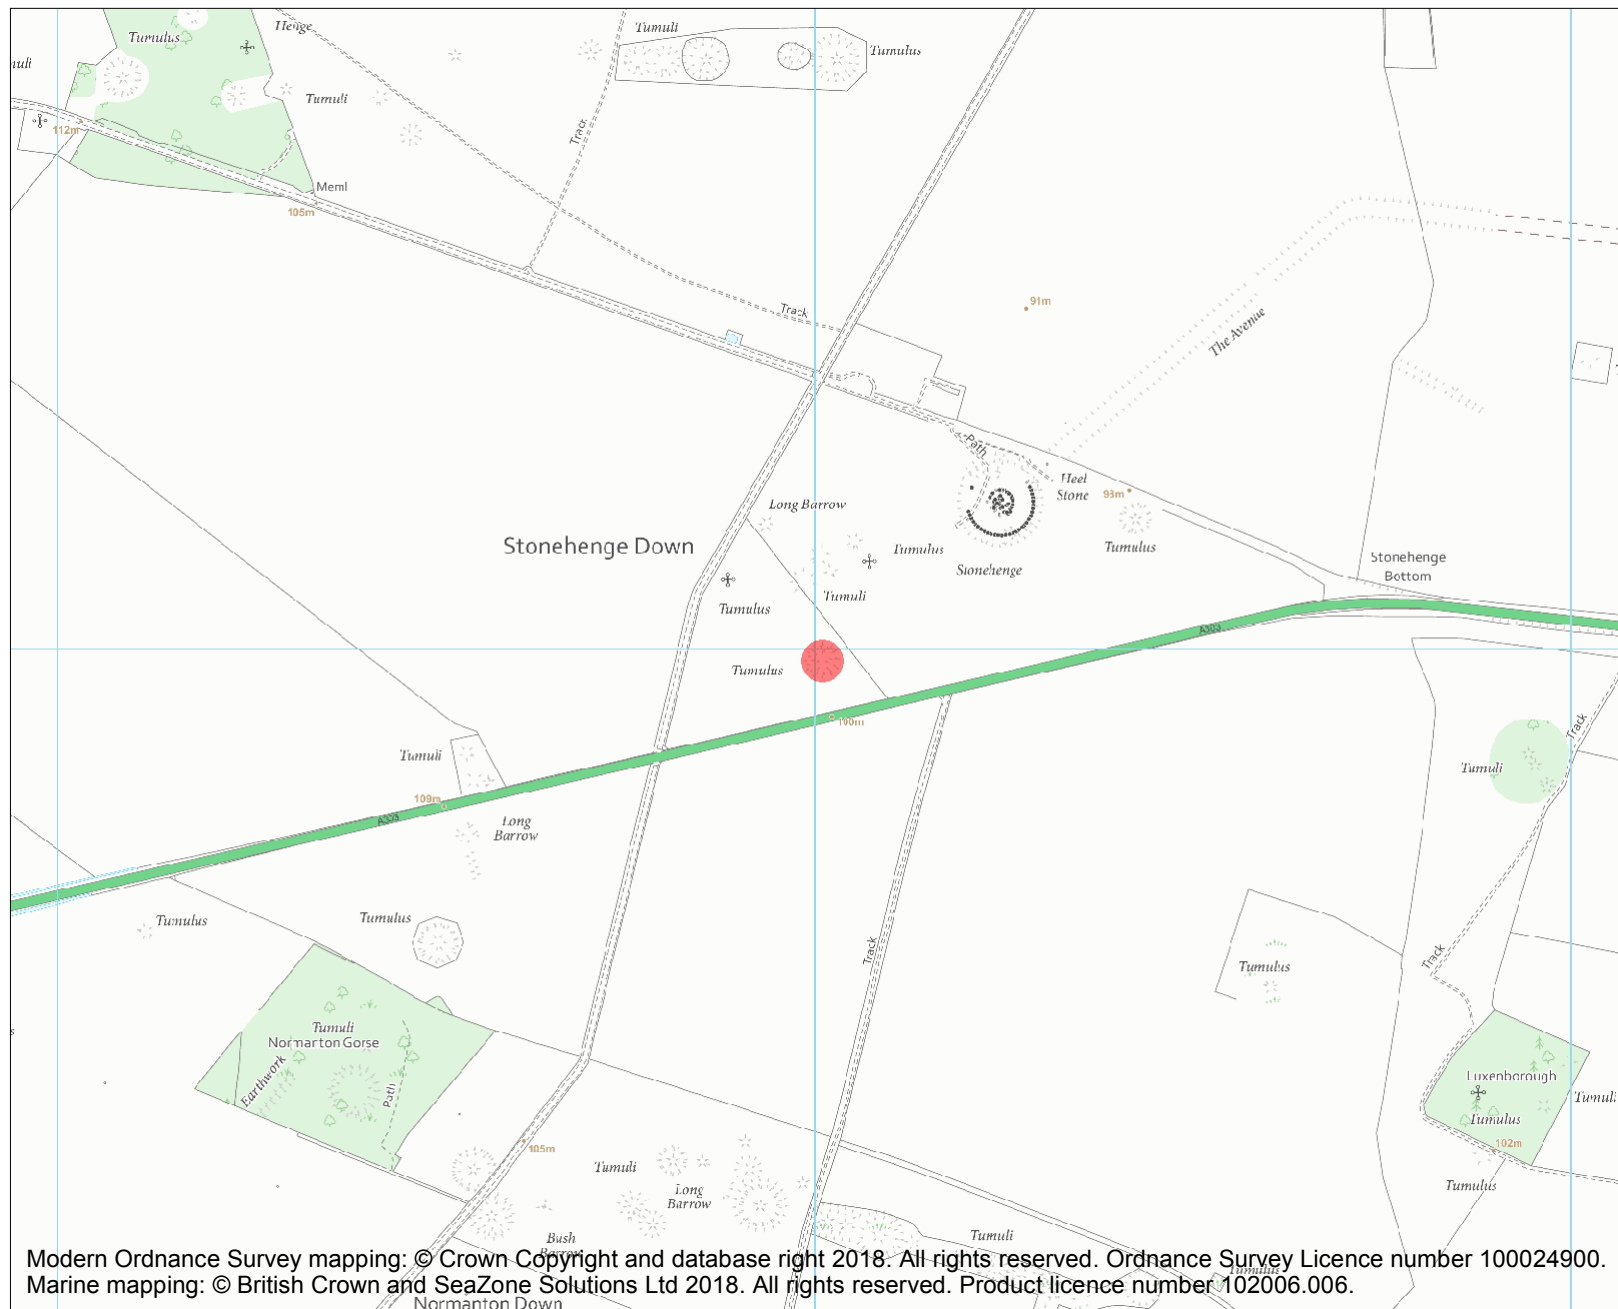 Henge
Tumuli
Tumulus
Tumulus
uli
Tumuli
112m
Track
Meml
105m
91m
Track
The Avenue
Path
Heel
Stone
93m
Long Barrow
Stonehenge Down
Tumulus
Tumulus
Stonehenge
Stonehenge
Bottom
Tumuli
Tumulus
A303
Tumulus
100m
Track
Tumuli
Tumuli
109m
A303
Long
Barrow
Tumulus
Tumulus
Track
Track
Tumulus
s
Tumuli
Normanton Gorse
Earthwork
Path
Luxenborough
Tumuli
Tumulus
102m
105m
Tumuli
Long
Barrow
Tumulus
Bush
Barrow
Tumuli
Tumulus
Modern Ordnance Survey mapping: © Crown Copyright and database right 2018. All rights reserved. Ordnance Survey Licence number 100024900.
Marine mapping: © British Crown and SeaZone Solutions Ltd 2018. All rights reserved. Product licence number 102006.006.
Normanton Down